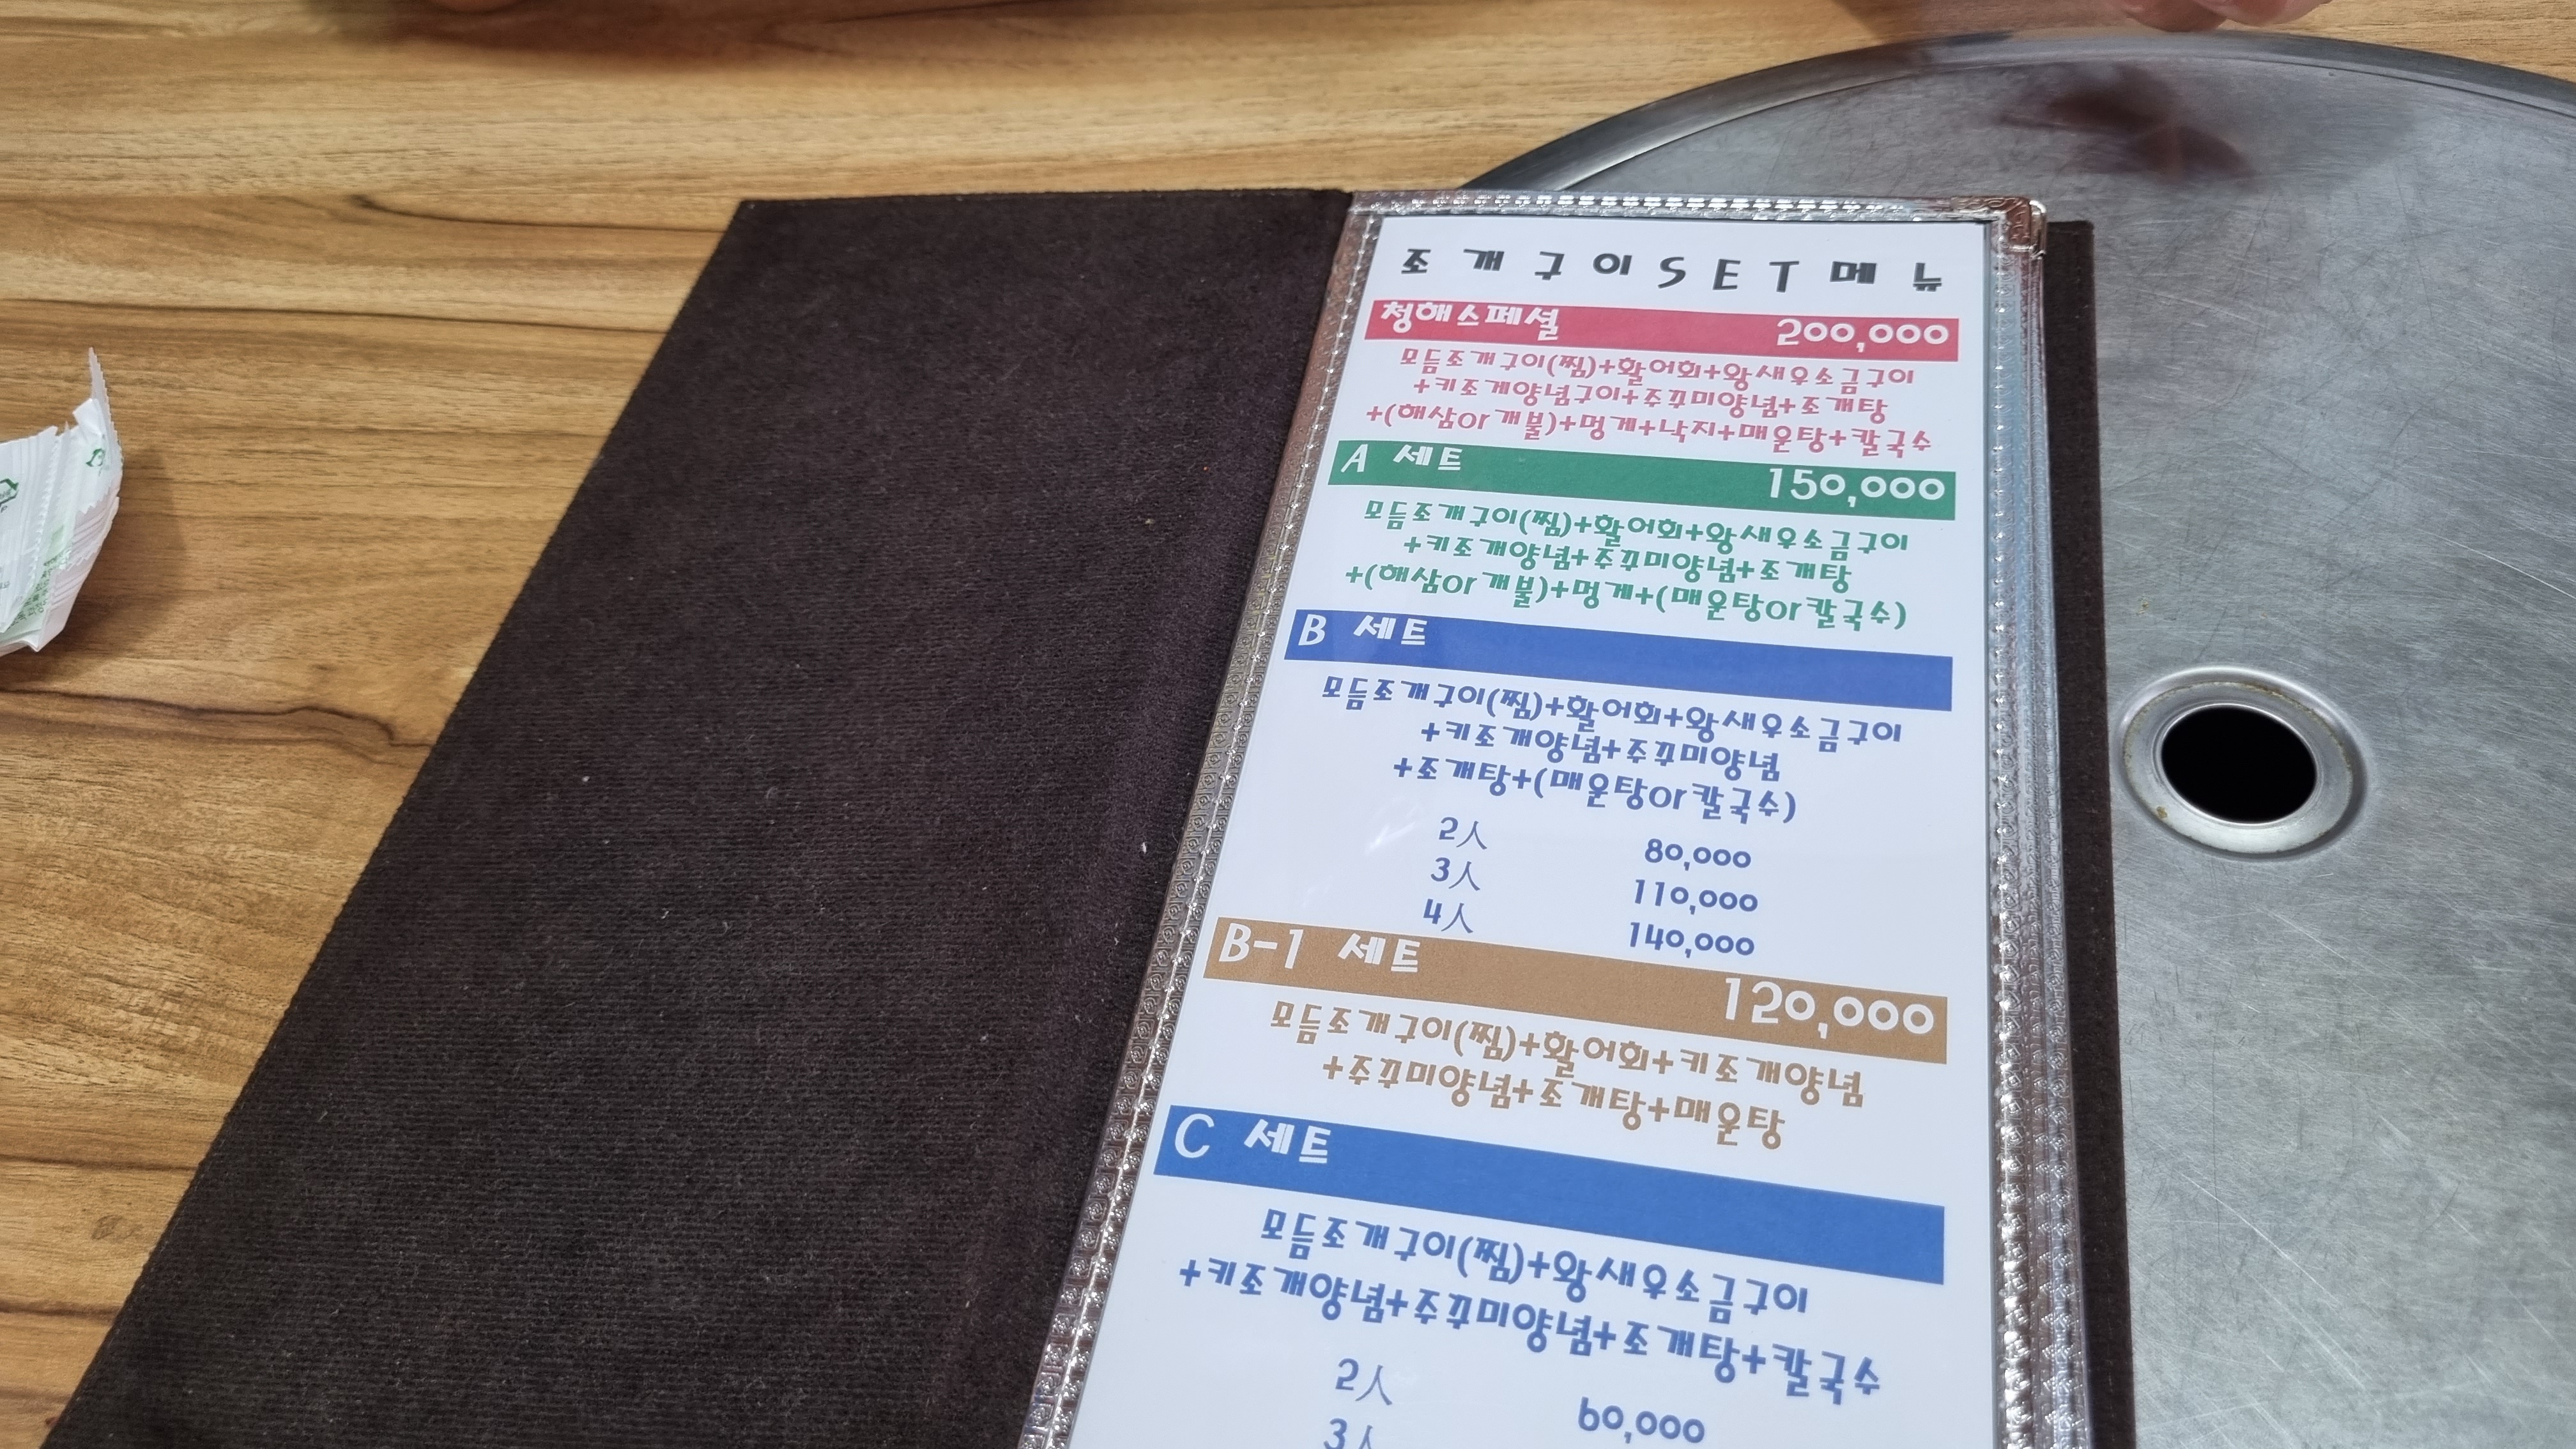 조개구이SET메뉴
청해스페셜 200,000
모듬조개구이(찜)+활어회+왕새우소금구이
+키조게양념구이+주꾸미양념+조개탕
+(해삼or개불)+멍게+낙지+매운탕+칼국수
A 세트 150,000
모듬조개구이(찜)+활어회+왕새우소금구이
+키조개양념+주꾸미양념+조개탕
+(해삼or개불)+멍게+(매운탕or칼국수)
B 세트
모듬조개구이(찜)+활어회+왕새우소금구이
+키조개양념+주꾸미양념
+조개탕+(매운탕or칼국수)
2人 80,000
3人 110,000
4人 140,000
B-1 세트 120,000
모듬조개구이(찜)+활어회+키조개양념
+주꾸미양념+조개탕+매운탕
C 세트
모듬조개구이(찜)+왕새우소금구이
+키조개양념+주꾸미양념+조개탕+칼국수
2人 60,000
3人